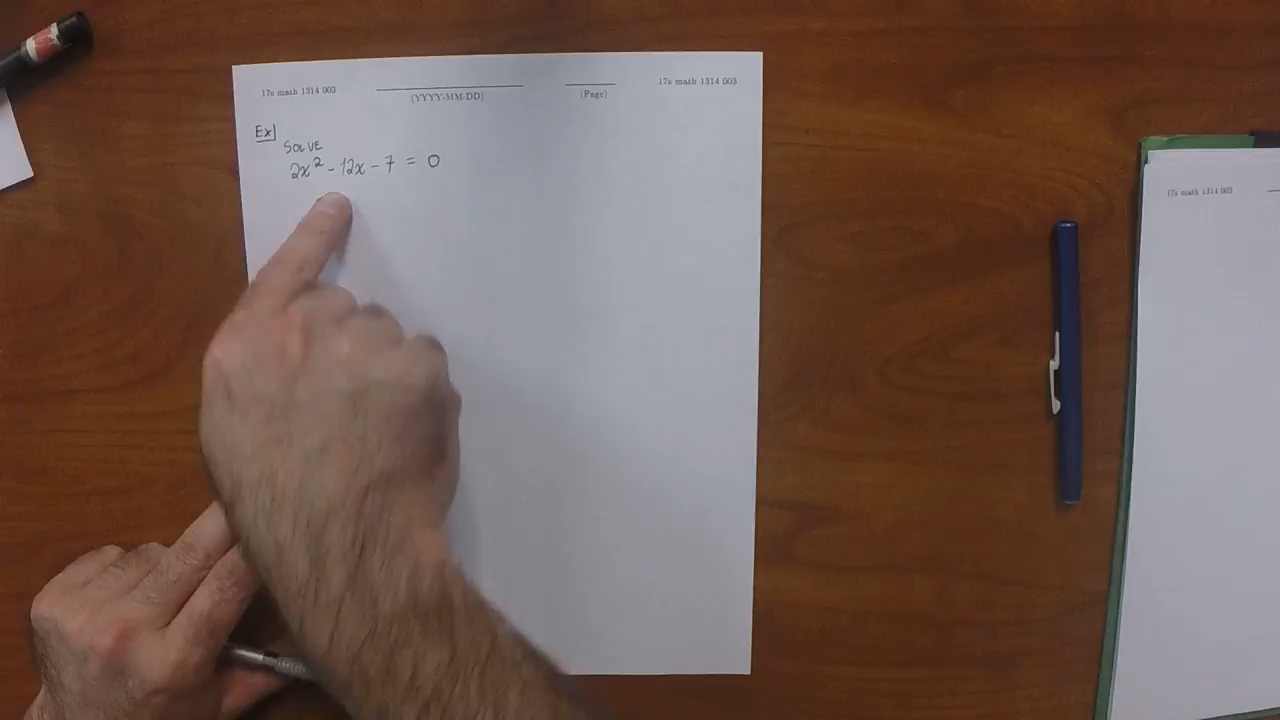 17s math 1314 003
(YYYY-MM-DD)
(Page)
17s math 1314 003
Ex
SOLVE
2x² - 12x - 7 = 0
17s math 1314 003